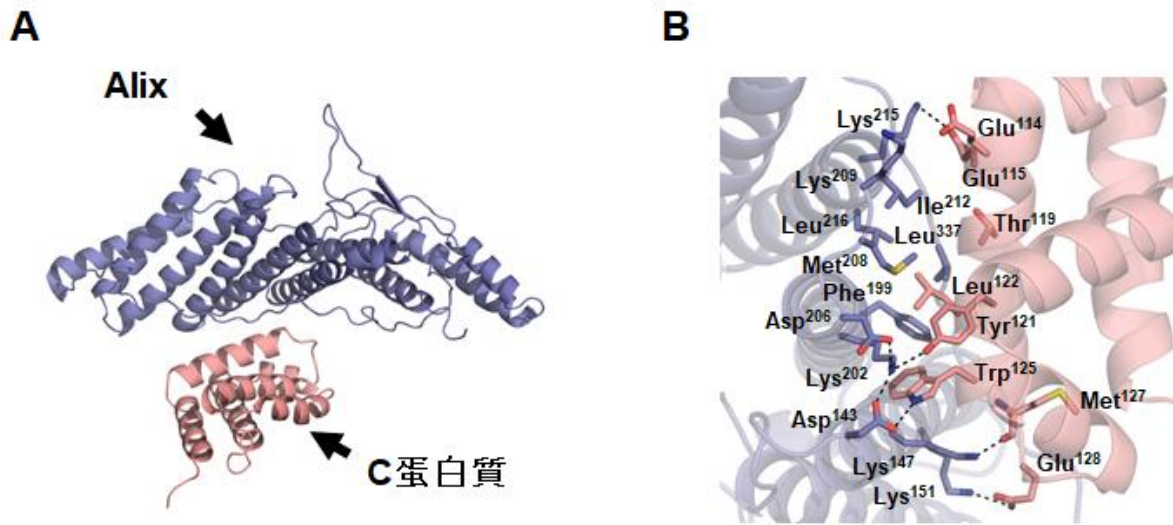 A
Alix
C蛋白質
B
Lys215
Glu114
Lys209
Glu115
Ile212
Thr119
Leu216
Leu337
Met208
Leu122
Phe199
Asp206
Tyr121
Lys202
Trp125
Met127
Asp143
Glu128
Lys147
Lys151